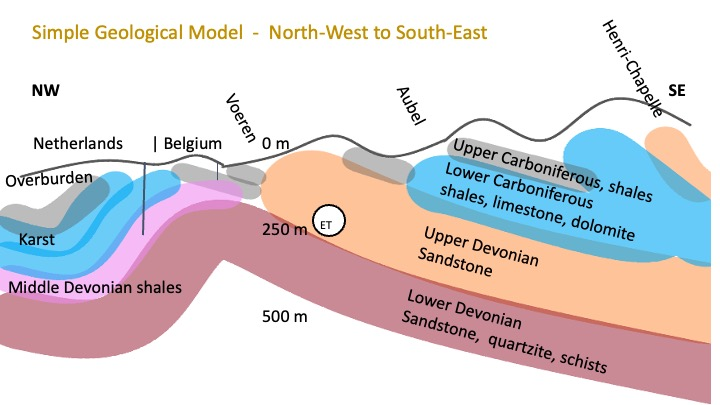 Simple Geological Model - North-West to South-East
NW
SE
Henri-Chapelle
Aubel
Voeren
Netherlands | Belgium
0 m
Overburden
Upper Carboniferous, shales
Lower Carboniferous
shales, limestone, dolomite
Karst
250 m
ET
Upper Devonian
Sandstone
Middle Devonian shales
500 m
Lower Devonian
Sandstone, quartzite, schists